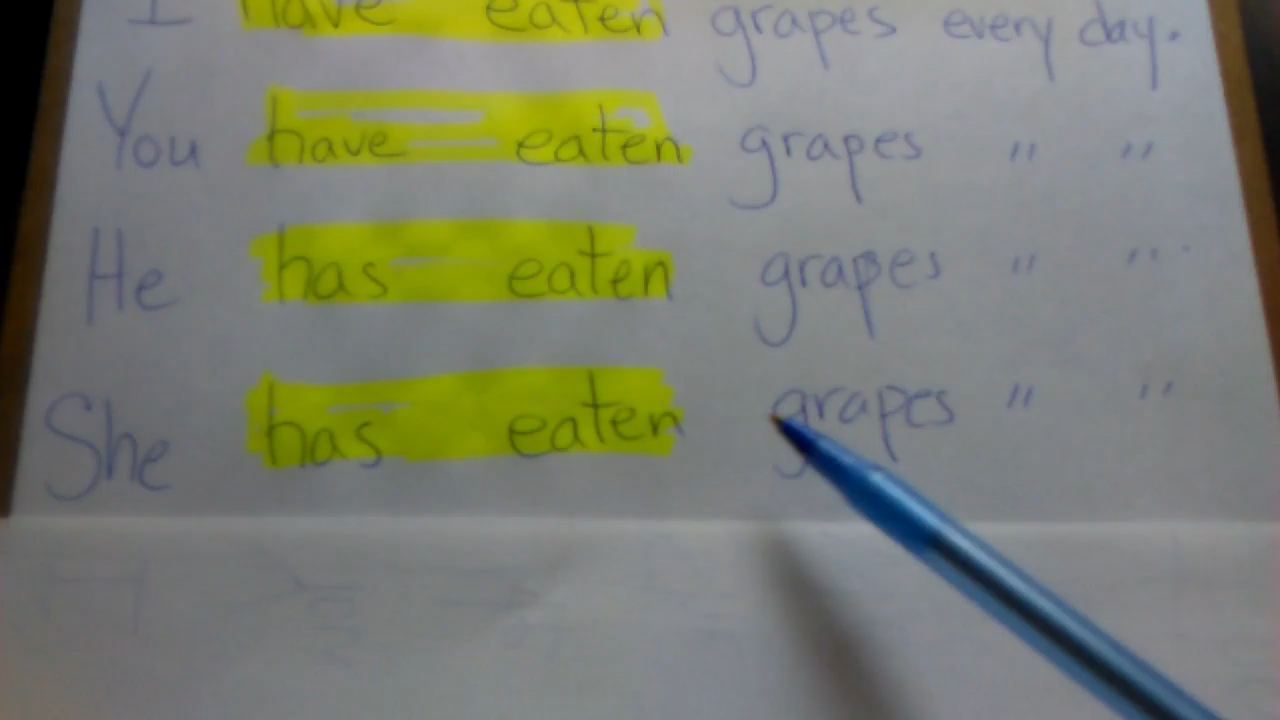 I have eaten grapes every day.
You have eaten grapes " "
He has eaten grapes " "
She has eaten grapes " "